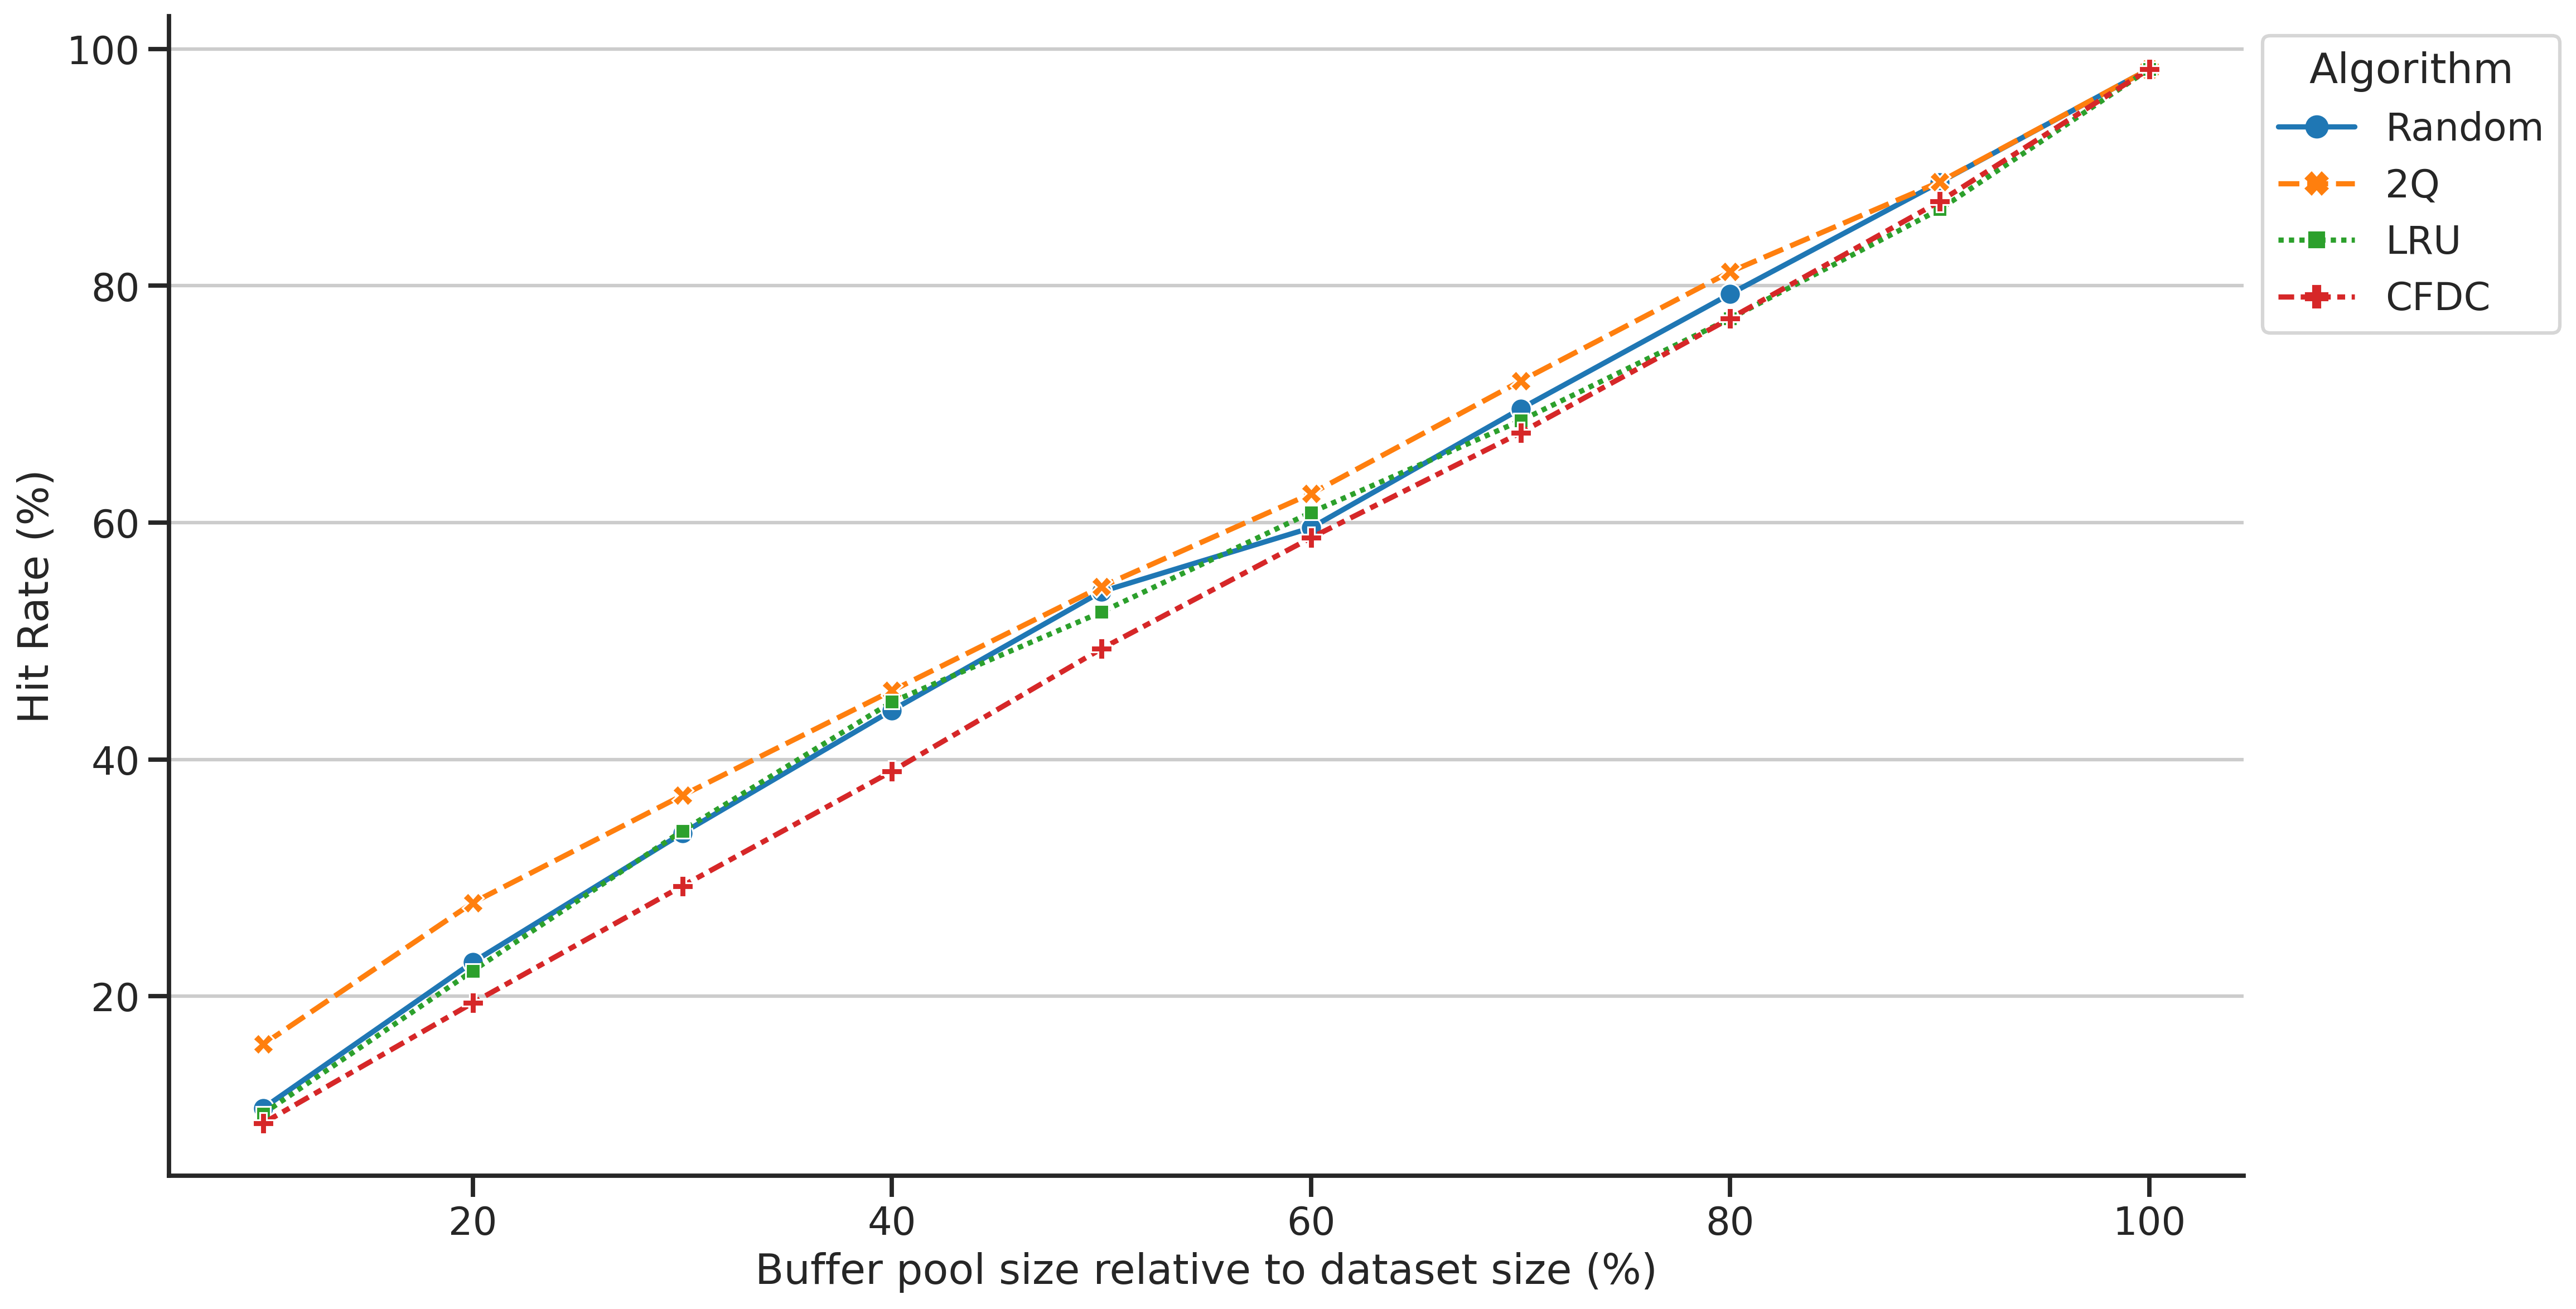 100
80
60
40
20
Hit Rate (%)
20 40 60 80 100
Buffer pool size relative to dataset size (%)
Algorithm
Random
2Q
LRU
CFDC